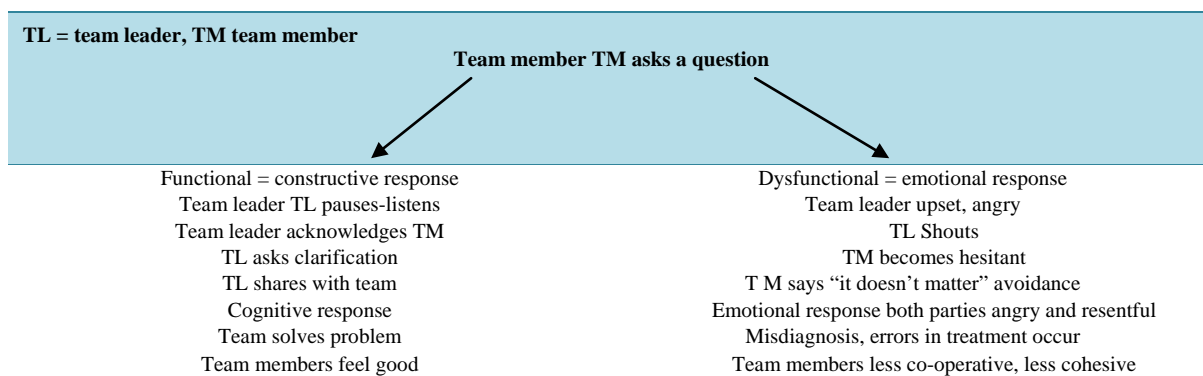 TL = team leader, TM team member
Team member TM asks a question
Functional = constructive response
Team leader TL pauses-listens
Team leader acknowledges TM
TL asks clarification
TL shares with team
Cognitive response
Team solves problem
Team members feel good
Dysfunctional = emotional response
Team leader upset, angry
TL Shouts
TM becomes hesitant
T M says “it doesn’t matter” avoidance
Emotional response both parties angry and resentful
Misdiagnosis, errors in treatment occur
Team members less co-operative, less cohesive